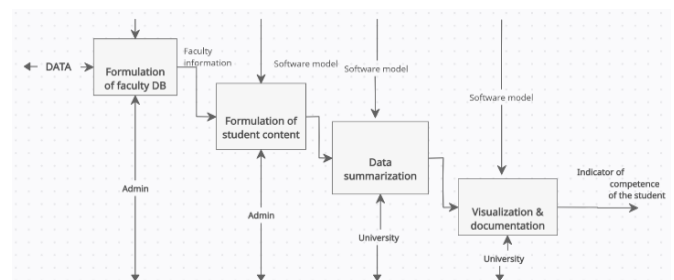 Faculty
information
DATA
Formulation
of faculty DB
Software model
Software model
Formulation of
student content
Software model
Data
summarization
Indicator of
competence
of the student
Admin
Admin
Visualization &
documentation
University
University